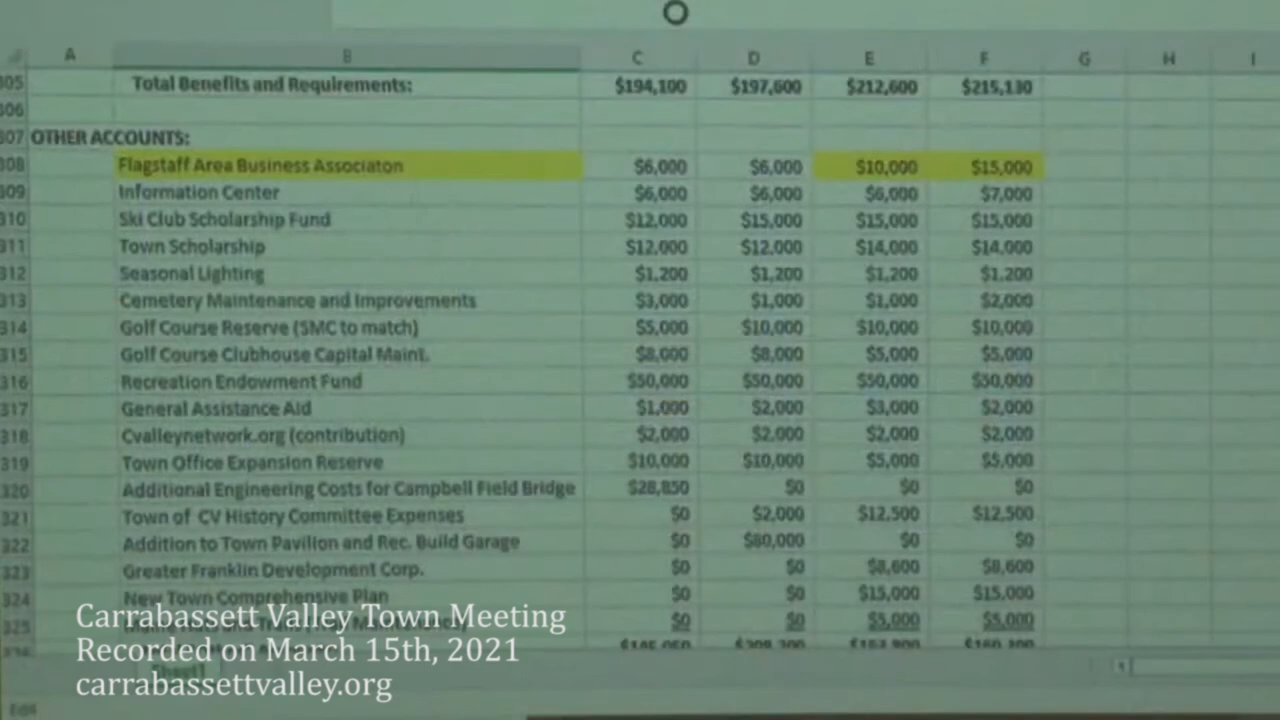 A B C D E F G H I
305 Total Benefits and Requirements: $194,100 $197,600 $212,600 $215,130
306
307 OTHER ACCOUNTS:
308 Flagstaff Area Business Associaton $6,000 $6,000 $10,000 $15,000
309 Information Center $6,000 $6,000 $6,000 $7,000
310 Ski Club Scholarship Fund $12,000 $15,000 $15,000 $15,000
311 Town Scholarship $12,000 $12,000 $14,000 $14,000
312 Seasonal Lighting $1,200 $1,200 $1,200 $1,200
313 Cemetery Maintenance and Improvements $3,000 $1,000 $1,000 $2,000
314 Golf Course Reserve (SMC to match) $5,000 $10,000 $10,000 $10,000
315 Golf Course Clubhouse Capital Maint. $8,000 $8,000 $5,000 $5,000
316 Recreation Endowment Fund $50,000 $50,000 $50,000 $50,000
317 General Assistance Aid $1,000 $2,000 $3,000 $2,000
318 Cvalleynetwork.org (contribution) $2,000 $2,000 $2,000 $2,000
319 Town Office Expansion Reserve $10,000 $10,000 $5,000 $5,000
320 Additional Engineering Costs for Campbell Field Bridge $28,850 $0 $0 $0
321 Town of CV History Committee Expenses $0 $2,000 $12,500 $12,500
322 Addition to Town Pavilion and Rec. Build Garage $0 $80,000 $0 $0
323 Greater Franklin Development Corp. $0 $0 $8,600 $8,600
324 New Town Comprehensive Plan $0 $0 $15,000 $15,000
325 $0 $0 $5,000 $5,000
Carrabassett Valley Town Meeting
Recorded on March 15th, 2021
carrabassettvalley.org
Sheet1
Edit